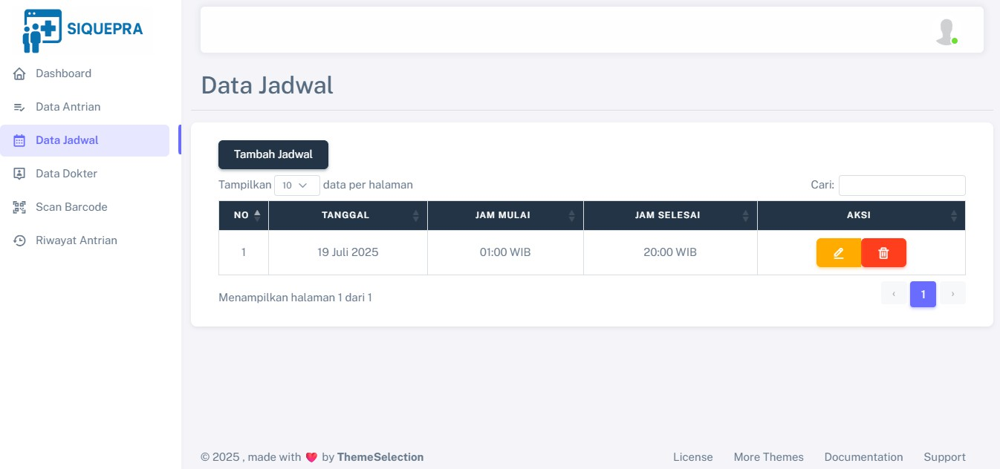 SIQUEPRA
Dashboard
Data Antrian
Data Jadwal
Data Dokter
Scan Barcode
Riwayat Antrian
Data Jadwal
Tambah Jadwal
Tampilkan 10 data per halaman
Cari:
NO TANGGAL JAM MULAI JAM SELESAI AKSI
1 19 Juli 2025 01:00 WIB 20:00 WIB
Menampilkan halaman 1 dari 1
‹ 1 ›
© 2025 , made with ❤️ by ThemeSelection
License More Themes Documentation Support